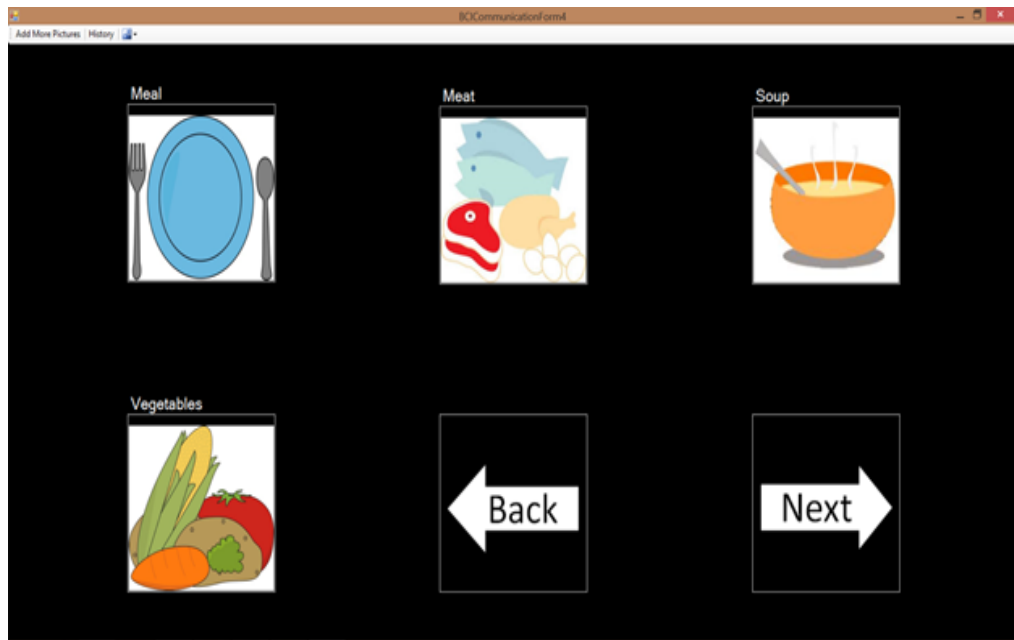 BCICommunicationForm4
Add More Pictures History
Meal
Meat
Soup
Vegetables
Back
Next